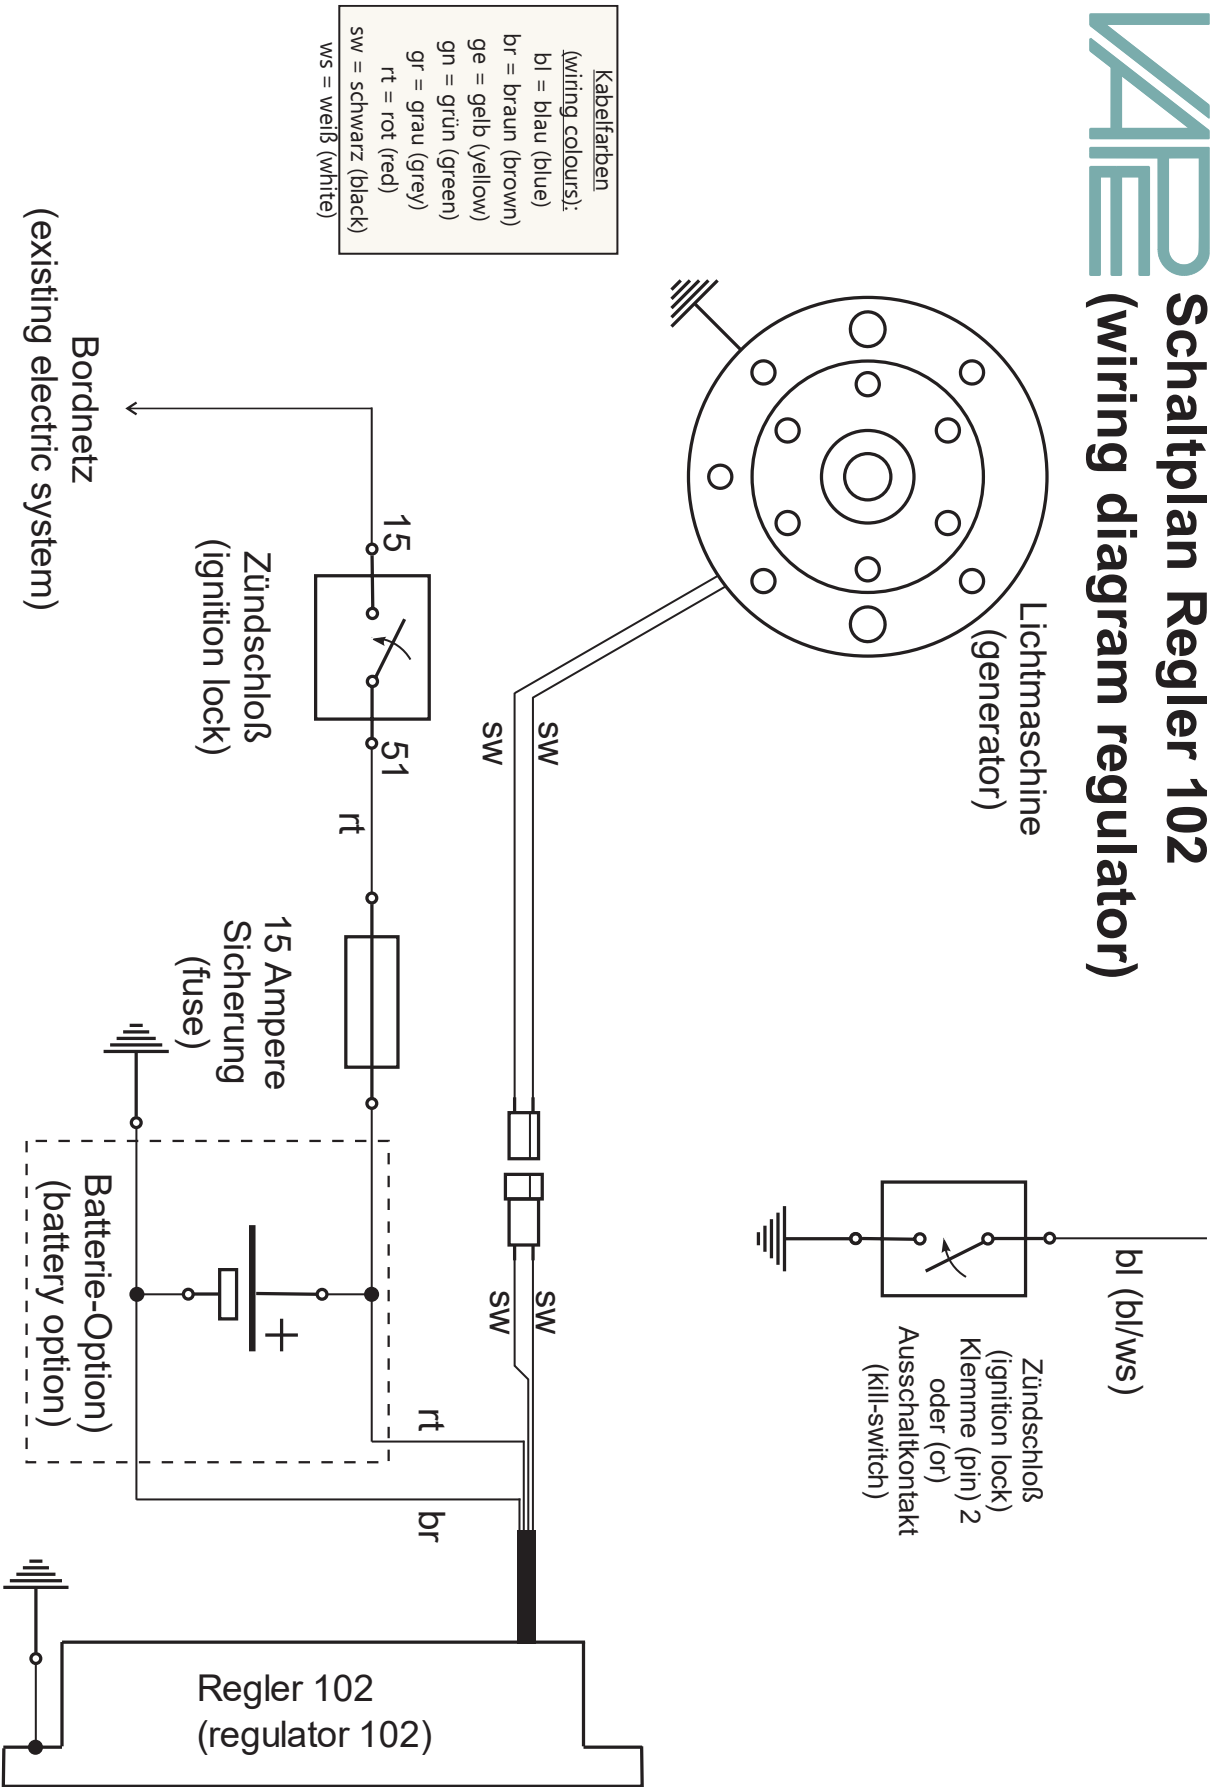 VAPE
Schaltplan Regler 102
(wiring diagram regulator)
Lichtmaschine
(generator)
Kabelfarben
(wiring colours):
bl = blau (blue)
br = braun (brown)
ge = gelb (yellow)
gn = grün (green)
gr = grau (grey)
rt = rot (red)
sw = schwarz (black)
ws = weiß (white)
bl (bl/ws)
Zündschloß
(ignition lock)
Klemme (pin) 2
oder (or)
Ausschaltkontakt
(kill-switch)
sw
sw
sw
sw
15
51
Zündschloß
(ignition lock)
rt
15 Ampere
Sicherung
(fuse)
Bordnetz
(existing electric system)
+
Batterie-Option)
(battery option)
rt
br
Regler 102
(regulator 102)